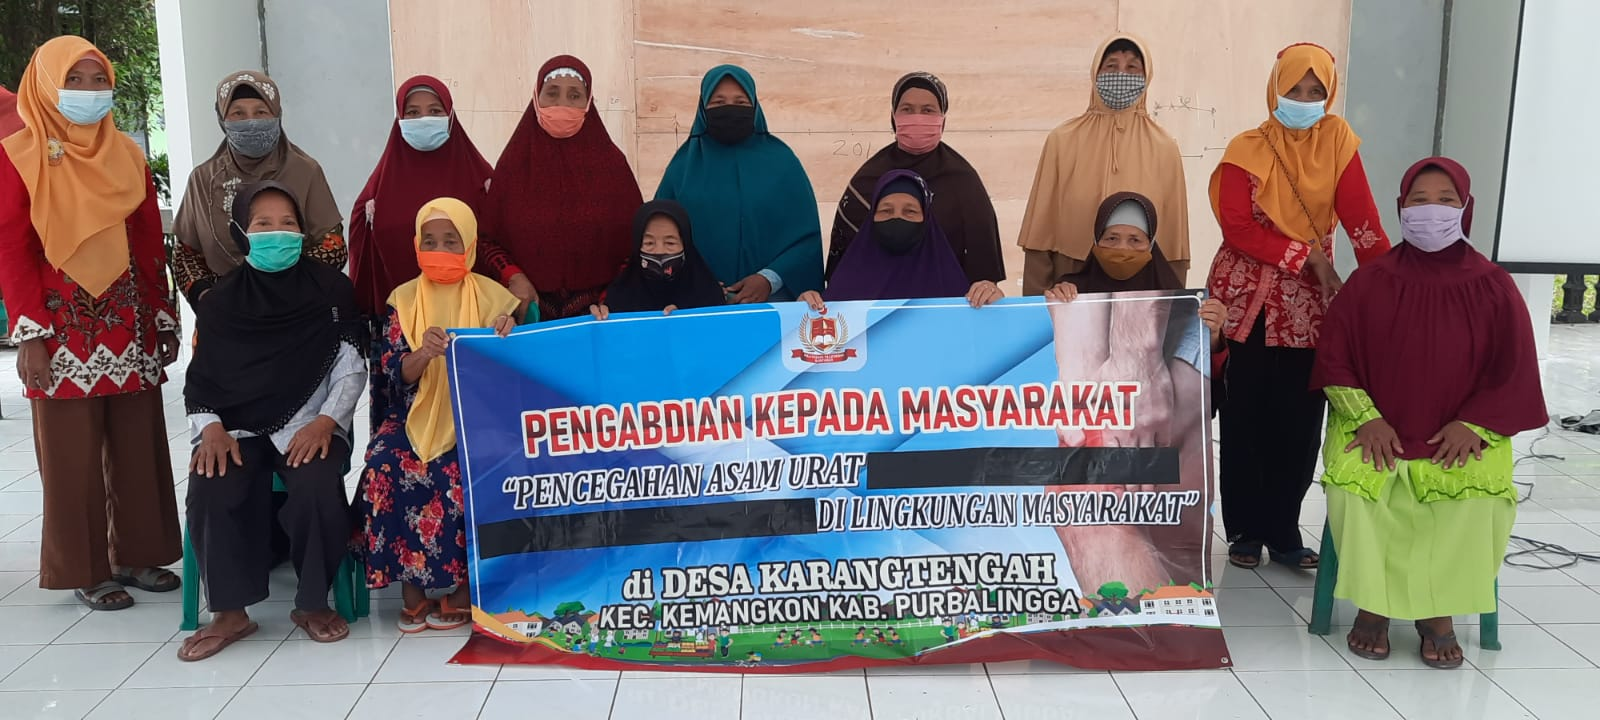 PENGABDIAN KEPADA MASYARAKAT
"PENCEGAHAN ASAM URAT
DI LINGKUNGAN MASYARAKAT"
di DESA KARANGTENGAH
KEC. KEMANGKON KAB. PURBALINGGA